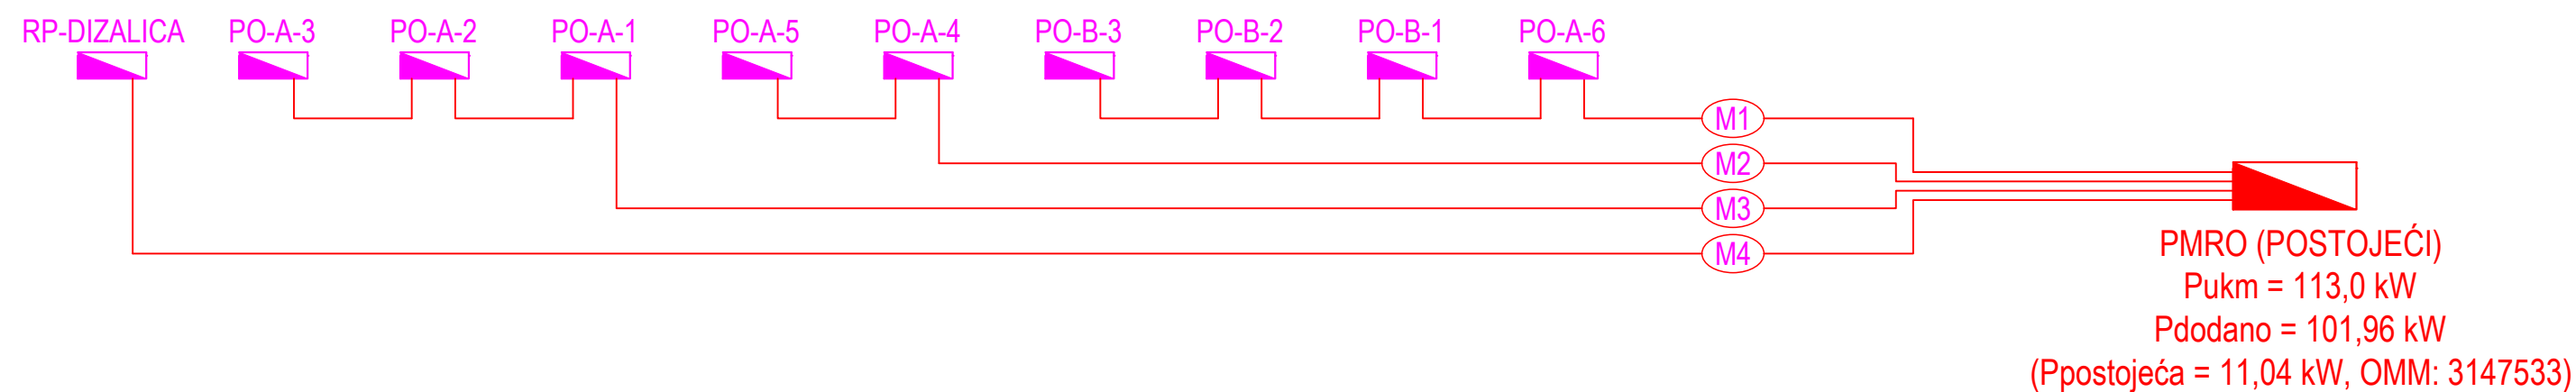 RP-DIZALICA PO-A-3 PO-A-2 PO-A-1 PO-A-5 PO-A-4 PO-B-3 PO-B-2 PO-B-1 PO-A-6
M1
M2
M3
M4
PMRO (POSTOJEĆI)
Pukm = 113,0 kW
Pdodano = 101,96 kW
(Ppostojeća = 11,04 kW, OMM: 3147533)